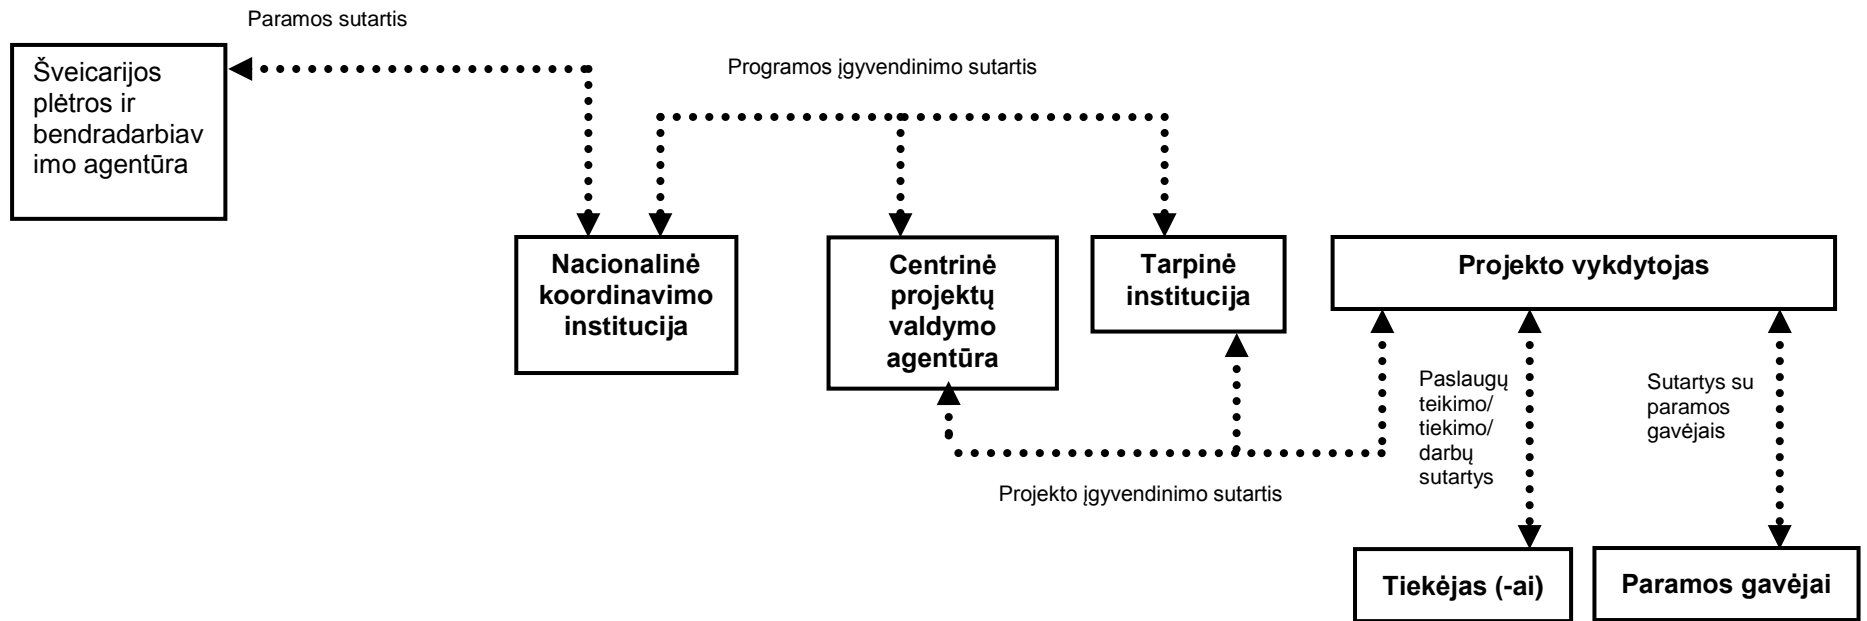 Paramos sutartis
Šveicarijos
plėtros ir
bendradarbiav
imo agentūra
Programos įgyvendinimo sutartis
Nacionalinė
koordinavimo
institucija
Centrinė
projektų
valdymo
agentūra
Tarpinė
institucija
Projekto vykdytojas
Paslaugų
teikimo/
tiekimo/
darbų
sutartys
Sutartys su
paramos
gavėjais
Projekto įgyvendinimo sutartis
Tiekėjas (-ai)
Paramos gavėjai